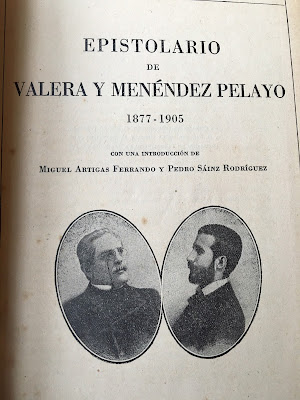 EPISTOLARIO
DE
VALERA Y MENÉNDEZ PELAYO
1877-1905
CON UNA INTRODUCCIÓN DE
MIGUEL ARTIGAS FERRANDO Y PEDRO SÁINZ RODRÍGUEZ